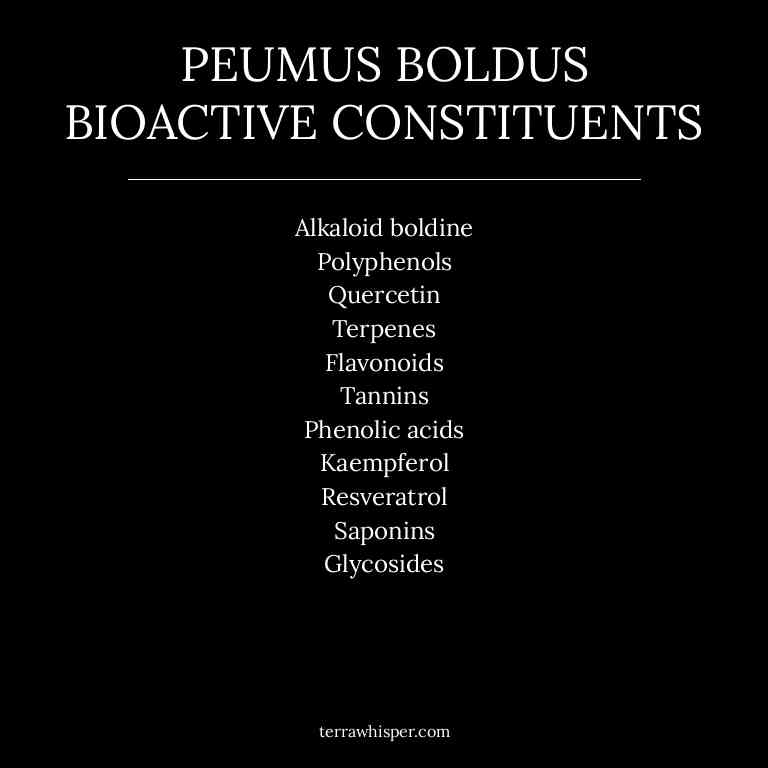 PEUMUS BOLDUS
BIOACTIVE CONSTITUENTS
Alkaloid boldine
Polyphenols
Quercetin
Terpenes
Flavonoids
Tannins
Phenolic acids
Kaempferol
Resveratrol
Saponins
Glycosides
terrawhisper.com